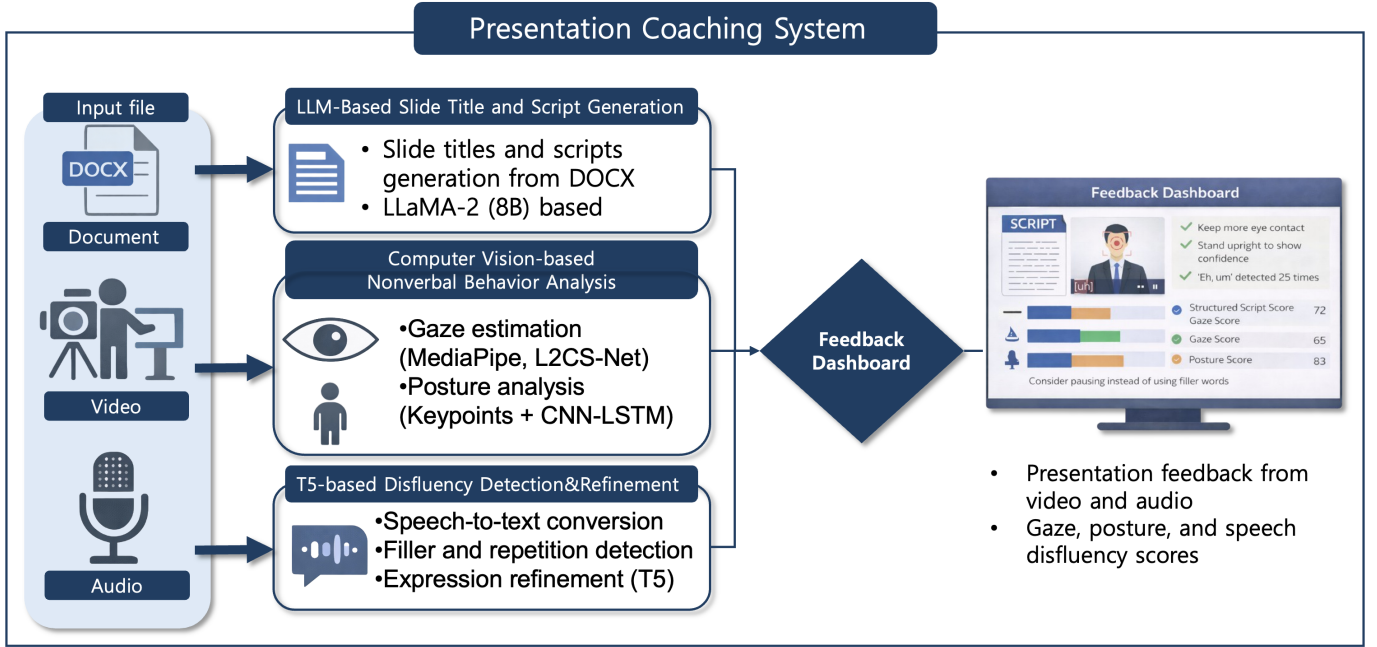 Presentation Coaching System
Input file
DOCX
Document
Video
Audio
LLM-Based Slide Title and Script Generation
• Slide titles and scripts
generation from DOCX
• LLaMA-2 (8B) based
Computer Vision-based
Nonverbal Behavior Analysis
•Gaze estimation
(MediaPipe, L2CS-Net)
•Posture analysis
(Keypoints + CNN-LSTM)
T5-based Disfluency Detection&Refinement
•Speech-to-text conversion
•Filler and repetition detection
•Expression refinement (T5)
Feedback
Dashboard
Feedback Dashboard
SCRIPT
[uh]
Keep more eye contact
Stand upright to show
confidence
'Eh, um' detected 25 times
Structured Script Score 72
Gaze Score
Gaze Score 65
Posture Score 83
Consider pausing instead of using filler words
• Presentation feedback from
video and audio
• Gaze, posture, and speech
disfluency scores